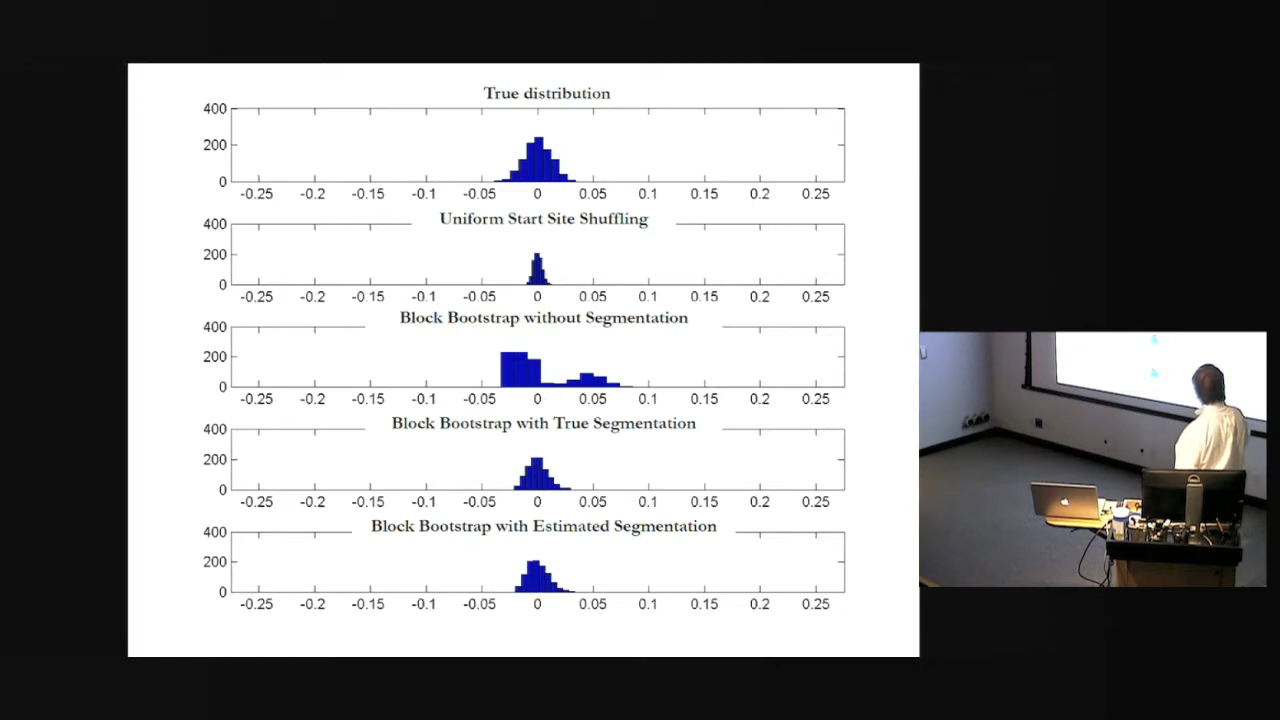 True distribution
400
200
0
-0.25 -0.2 -0.15 -0.1 -0.05 0 0.05 0.1 0.15 0.2 0.25
Uniform Start Site Shuffling
400
200
0
-0.25 -0.2 -0.15 -0.1 -0.05 0 0.05 0.1 0.15 0.2 0.25
Block Bootstrap without Segmentation
400
200
0
-0.25 -0.2 -0.15 -0.1 -0.05 0 0.05 0.1 0.15 0.2 0.25
Block Bootstrap with True Segmentation
400
200
0
-0.25 -0.2 -0.15 -0.1 -0.05 0 0.05 0.1 0.15 0.2 0.25
Block Bootstrap with Estimated Segmentation
400
200
0
-0.25 -0.2 -0.15 -0.1 -0.05 0 0.05 0.1 0.15 0.2 0.25